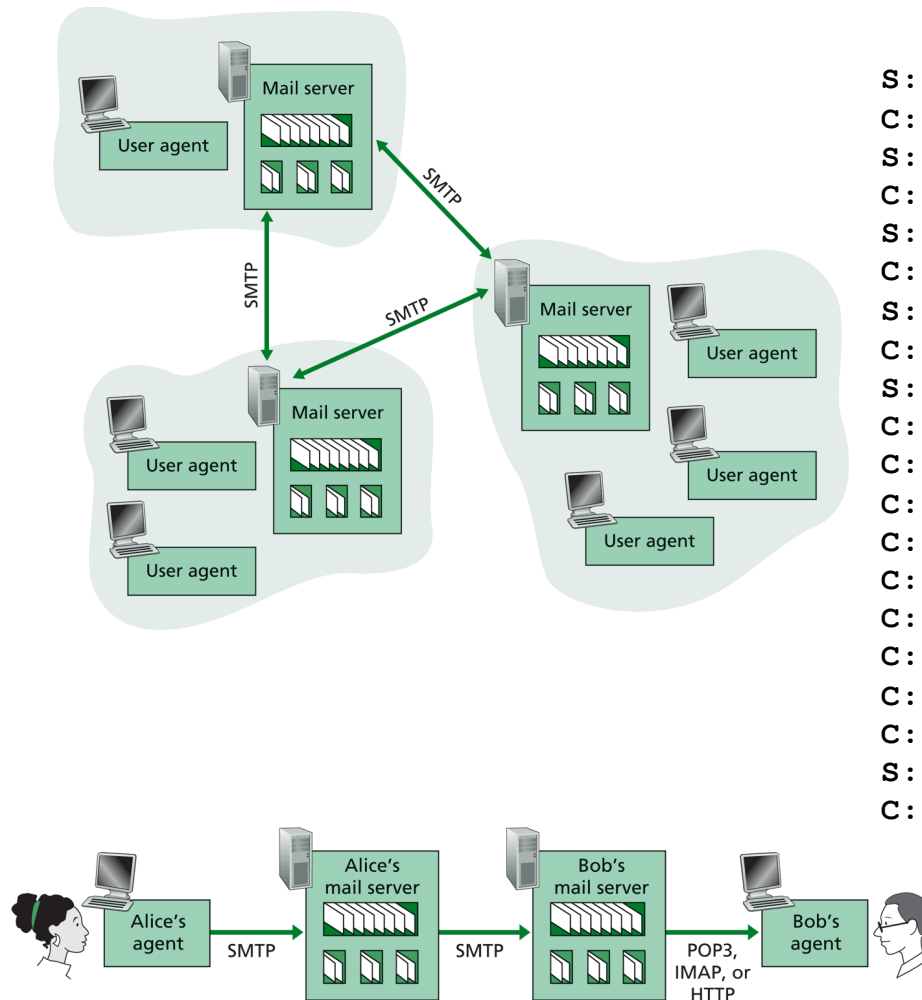 Mail server
User agent
SMTP
SMTP
SMTP
Mail server
User agent
User agent
User agent
Mail server
User agent
User agent
S:
C:
S:
C:
S:
C:
S:
C:
S:
C:
C:
C:
C:
C:
C:
C:
C:
C:
S:
C:
Alice's
agent
SMTP
Alice's
mail server
SMTP
Bob's
mail server
POP3,
IMAP, or
HTTP
Bob's
agent